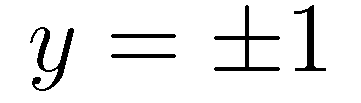 y = ±1